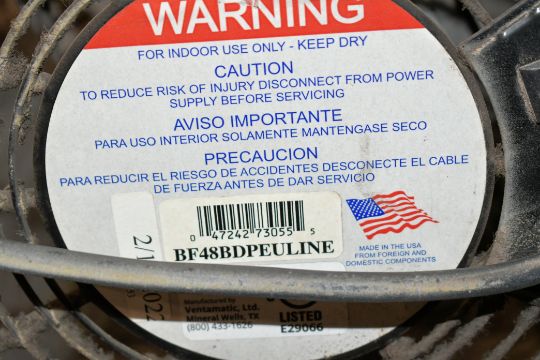 WARNING
FOR INDOOR USE ONLY - KEEP DRY
CAUTION
TO REDUCE RISK OF INJURY DISCONNECT FROM POWER
SUPPLY BEFORE SERVICING
AVISO IMPORTANTE
PARA USO INTERIOR SOLAMENTE MANTENGASE SECO
PRECAUCION
PARA REDUCIR EL RIESGO DE ACCIDENTES DESCONECTE EL CABLE
DE FUERZA ANTES DE DAR SERVICIO
0 47242 73055 5
BF48BDPEULINE
MADE IN THE USA
FROM FOREIGN AND
DOMESTIC COMPONENTS
Manufactured by
Ventamatic, Ltd.
Mineral Wells, TX
(800) 433-1626
LISTED
E29066